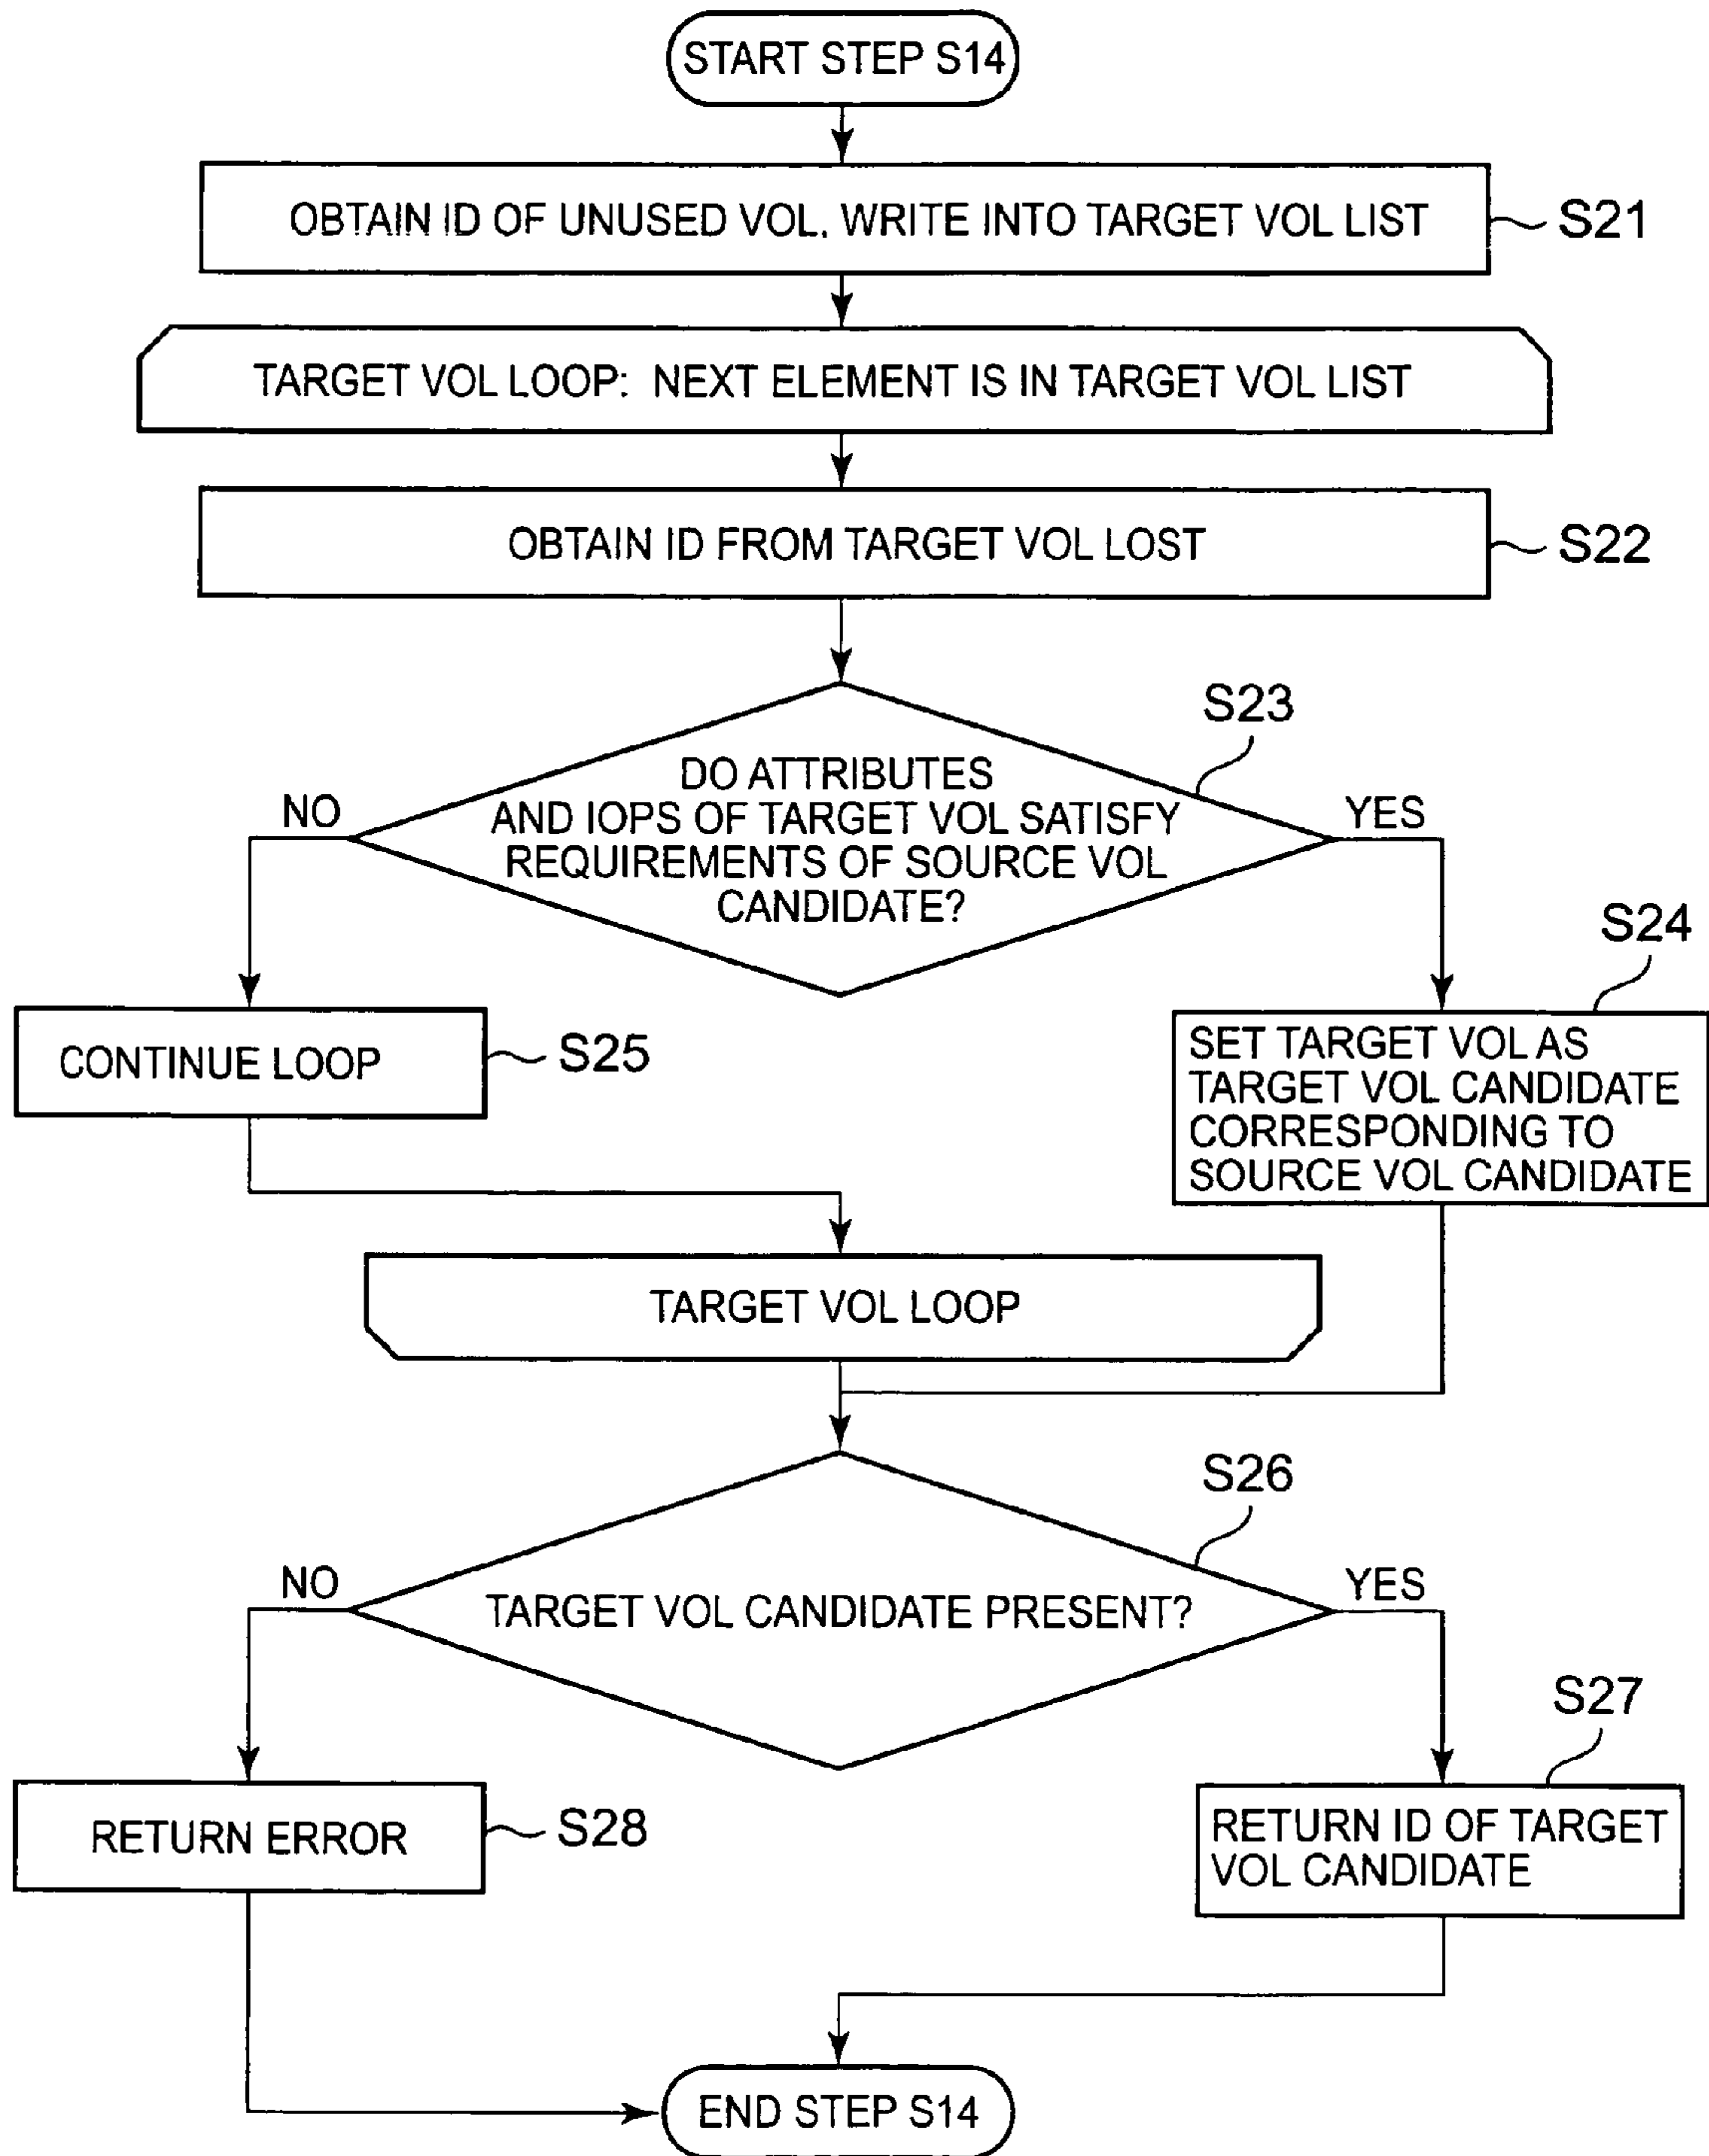 START STEP S14
OBTAIN ID OF UNUSED VOL, WRITE INTO TARGET VOL LIST
S21
TARGET VOL LOOP: NEXT ELEMENT IS IN TARGET VOL LIST
OBTAIN ID FROM TARGET VOL LOST
S22
S23
DO ATTRIBUTES
AND IOPS OF TARGET VOL SATISFY
REQUIREMENTS OF SOURCE VOL
CANDIDATE?
NO
YES
S24
CONTINUE LOOP
S25
SET TARGET VOL AS
TARGET VOL CANDIDATE
CORRESPONDING TO
SOURCE VOL CANDIDATE
TARGET VOL LOOP
S26
TARGET VOL CANDIDATE PRESENT?
NO
YES
S27
RETURN ERROR
S28
RETURN ID OF TARGET
VOL CANDIDATE
END STEP S14